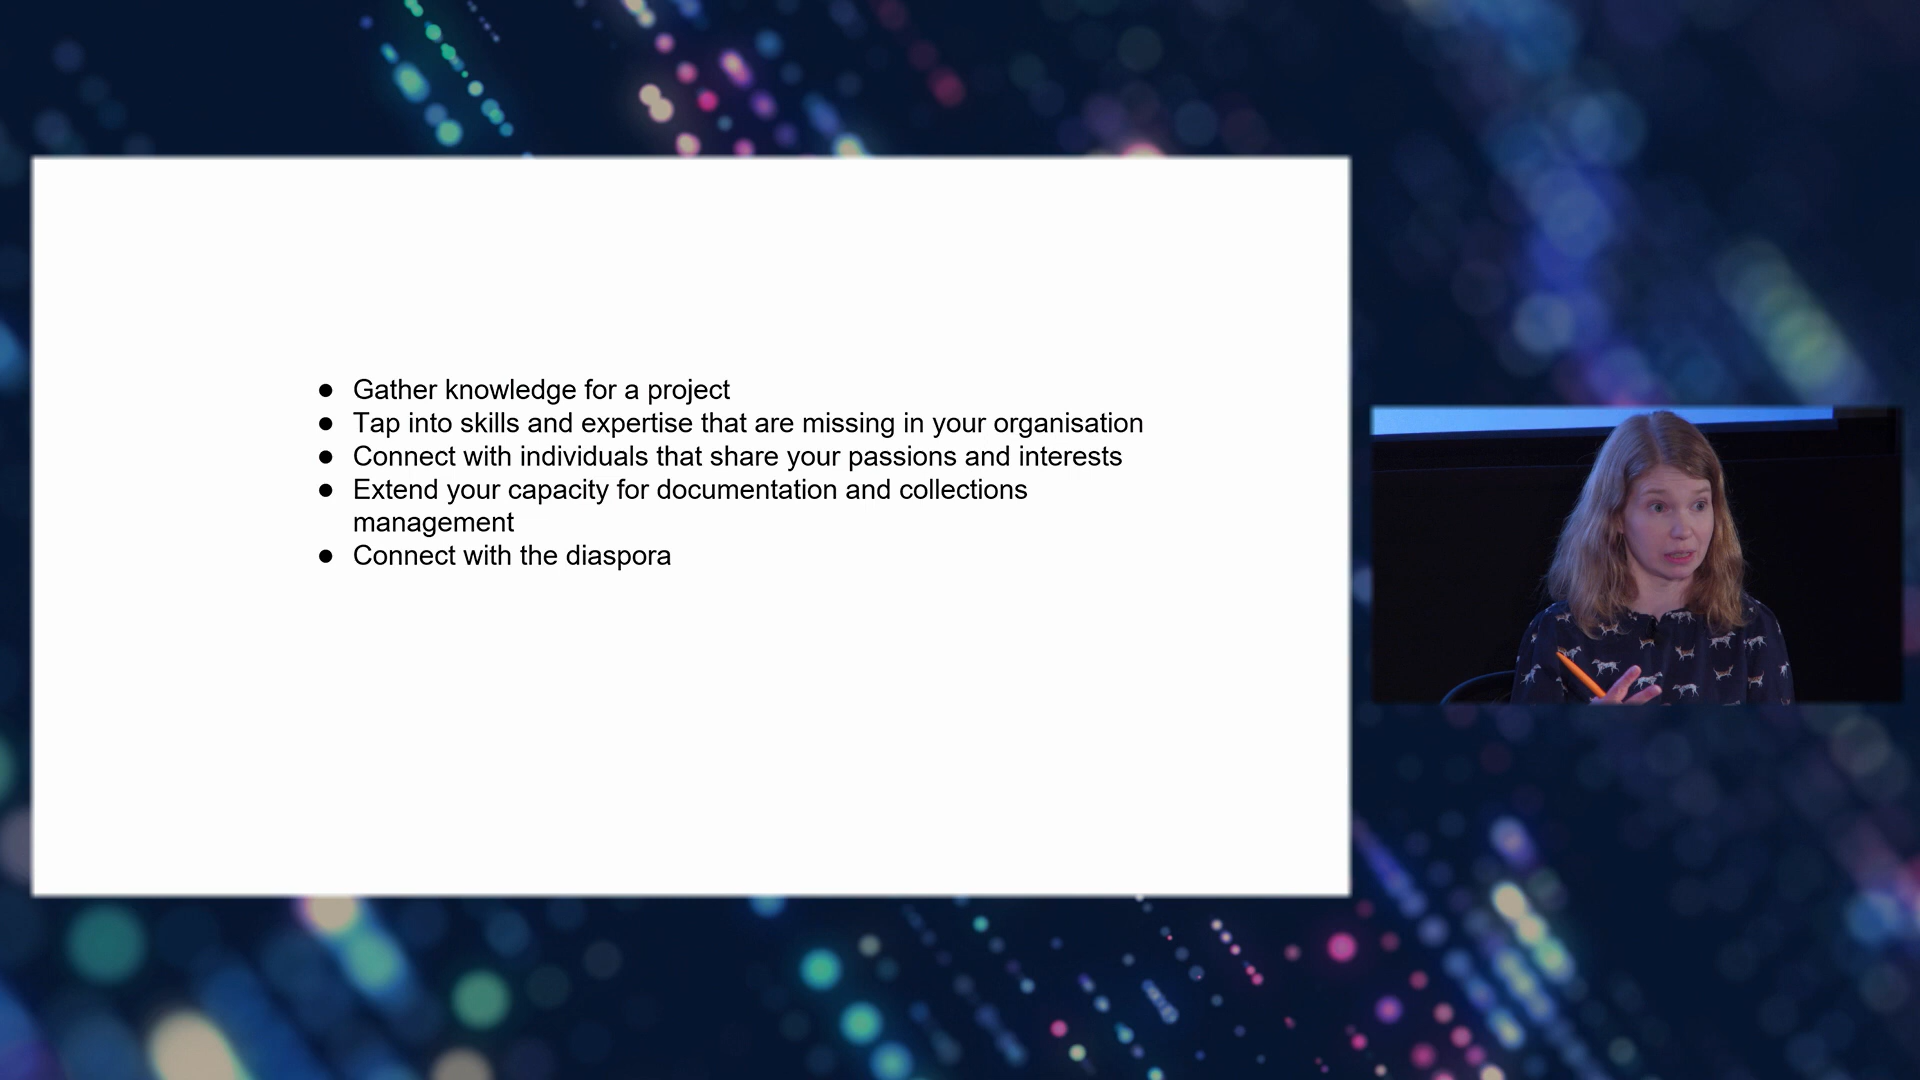 ● Gather knowledge for a project
● Tap into skills and expertise that are missing in your organisation
● Connect with individuals that share your passions and interests
● Extend your capacity for documentation and collections
management
● Connect with the diaspora